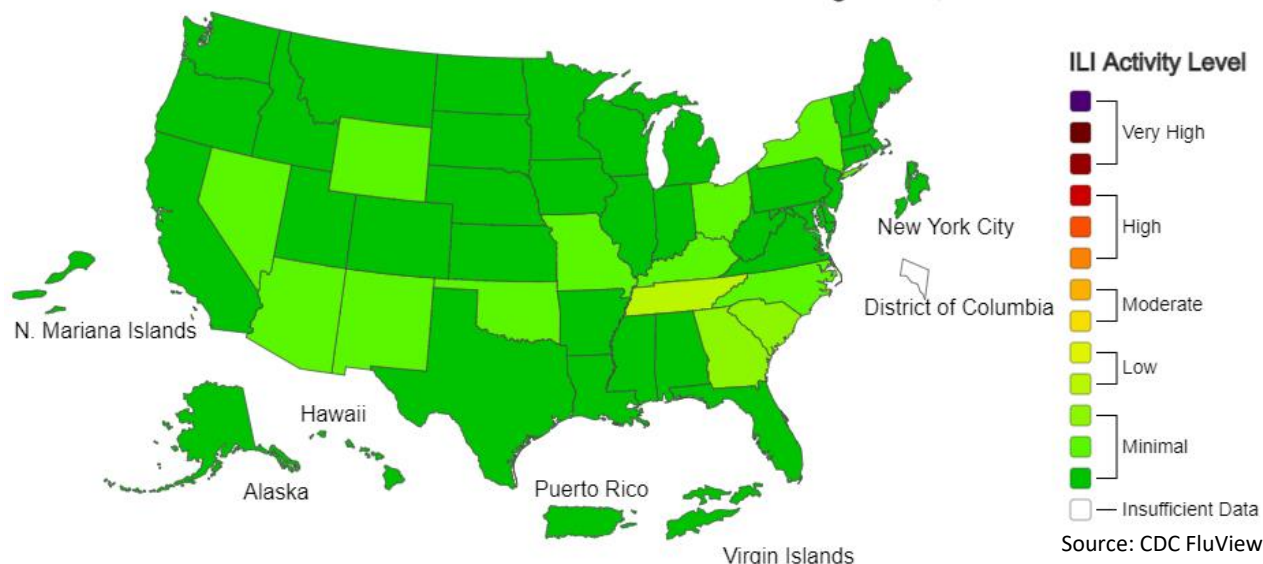 ILI Activity Level
Very High
High
Moderate
Low
Minimal
Insufficient Data
New York City
District of Columbia
N. Mariana Islands
Hawaii
Alaska
Puerto Rico
Virgin Islands
Source: CDC FluView